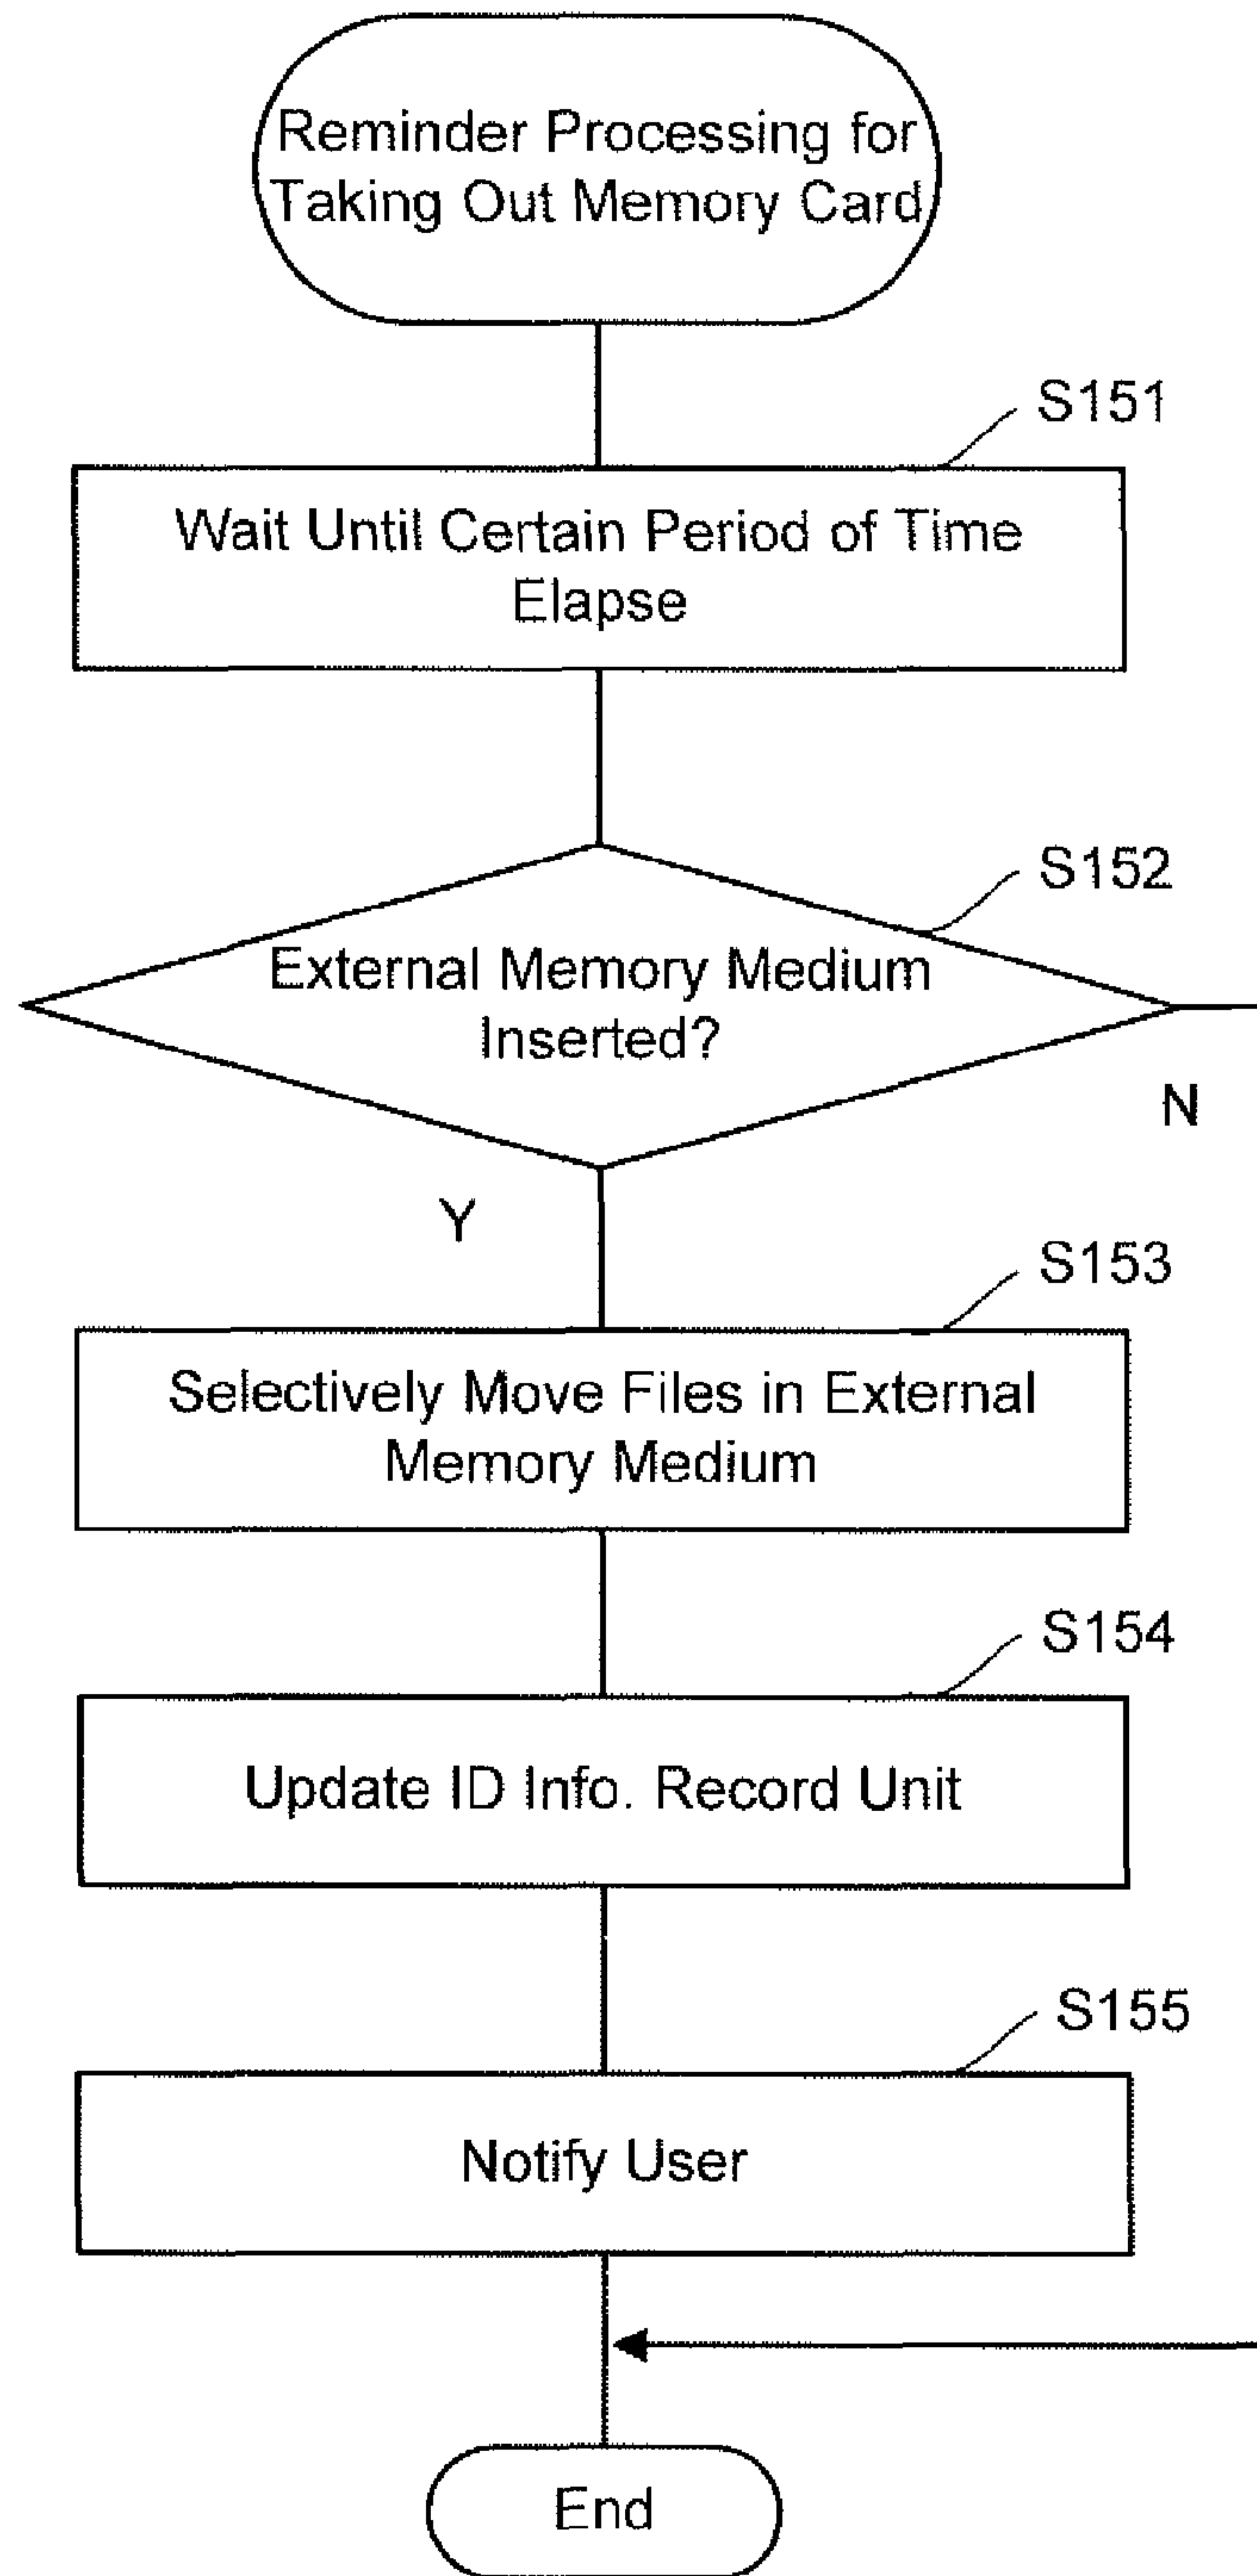 Reminder Processing for
Taking Out Memory Card
S151
Wait Until Certain Period of Time
Elapse
S152
External Memory Medium
Inserted?
N
Y
S153
Selectively Move Files in External
Memory Medium
S154
Update ID Info. Record Unit
S155
Notify User
End